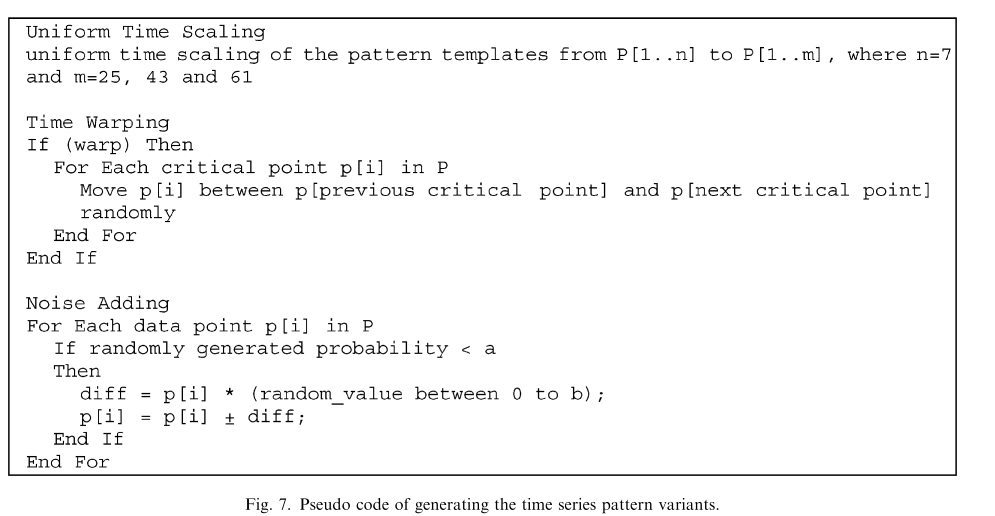 Uniform Time Scaling
uniform time scaling of the pattern templates from P[1..n] to P[1..m], where n=7
and m=25, 43 and 61
Time Warping
If (warp) Then
For Each critical point p[i] in P
Move p[i] between p[previous critical point] and p[next critical point]
randomly
End For
End If
Noise Adding
For Each data point p[i] in P
If randomly generated probability < a
Then
diff = p[i] * (random_value between 0 to b);
p[i] = p[i] ± diff;
End If
End For
Fig. 7. Pseudo code of generating the time series pattern variants.